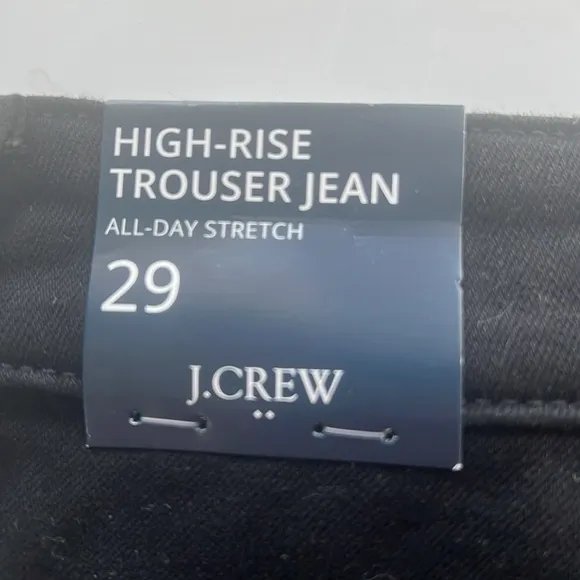 HIGH-RISE
TROUSER JEAN
ALL-DAY STRETCH
29
J.CREW